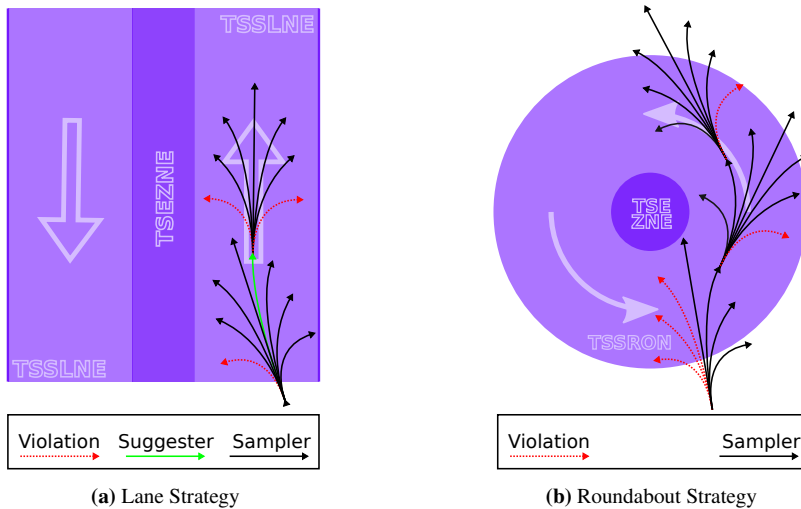 TSSLNE
TSEZNE
TSSLNE
Violation Suggester Sampler
(a) Lane Strategy
TSE
ZNE
TSSRON
Violation Sampler
(b) Roundabout Strategy